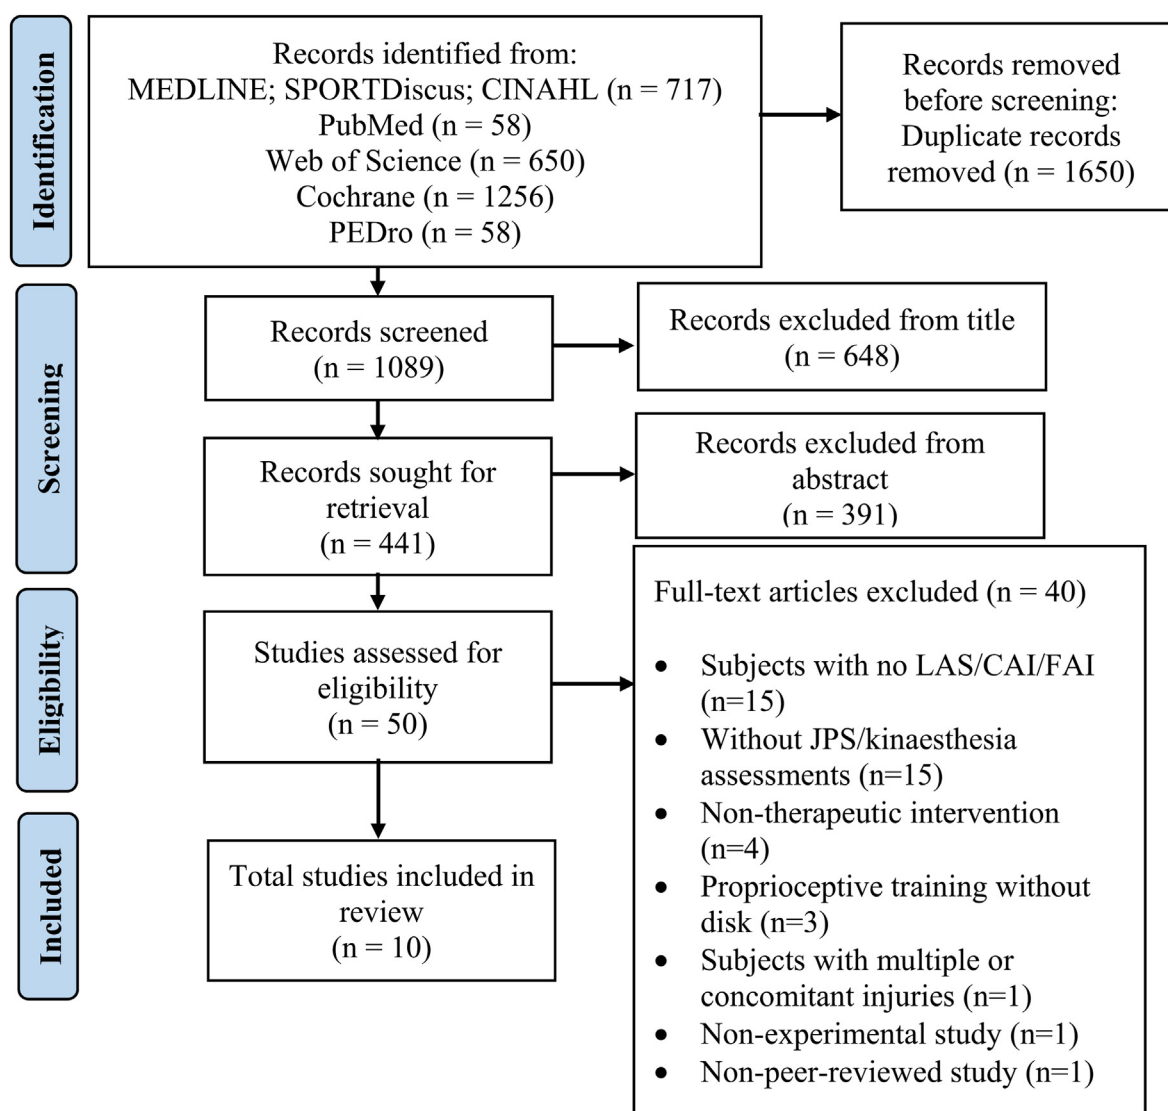 Identification
Records identified from:
MEDLINE; SPORTDiscus; CINAHL (n = 717)
PubMed (n = 58)
Web of Science (n = 650)
Cochrane (n = 1256)
PEDro (n = 58)
Records removed
before screening:
Duplicate records
removed (n = 1650)
Screening
Records screened
(n = 1089)
Records excluded from title
(n = 648)
Records sought for
retrieval
(n = 441)
Records excluded from
abstract
(n = 391)
Eligibility
Studies assessed for
eligibility
(n = 50)
Full-text articles excluded (n = 40)
• Subjects with no LAS/CAI/FAI
(n=15)
• Without JPS/kinaesthesia
assessments (n=15)
• Non-therapeutic intervention
(n=4)
• Proprioceptive training without
disk (n=3)
• Subjects with multiple or
concomitant injuries (n=1)
• Non-experimental study (n=1)
• Non-peer-reviewed study (n=1)
Included
Total studies included in
review
(n = 10)